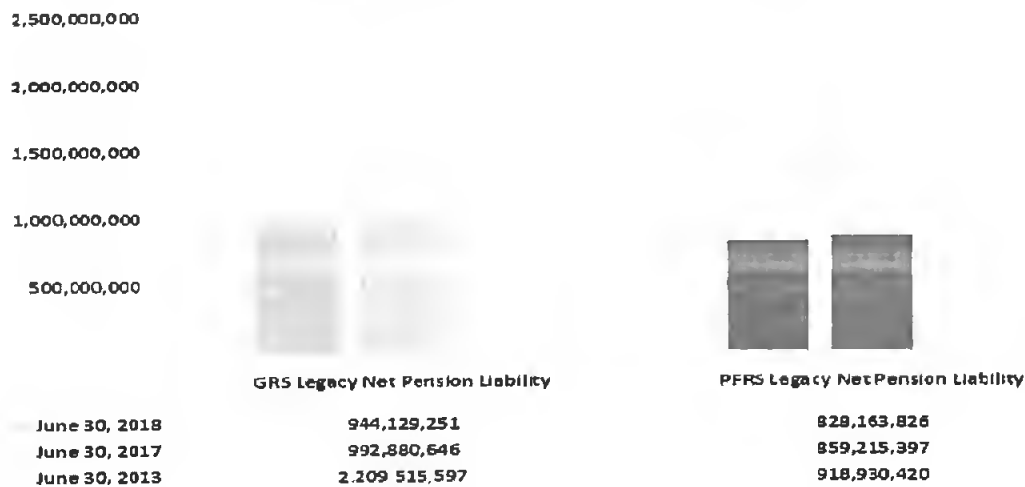 2,500,000,000
2,000,000,000
1,500,000,000
1,000,000,000
500,000,000
GRS Legacy Net Pension Liability PFRS Legacy Net Pension Liability
June 30, 2018 944,129,251 828,163,826
June 30, 2017 992,880,646 859,215,397
June 30, 2013 2.209 515,597 918,930,420